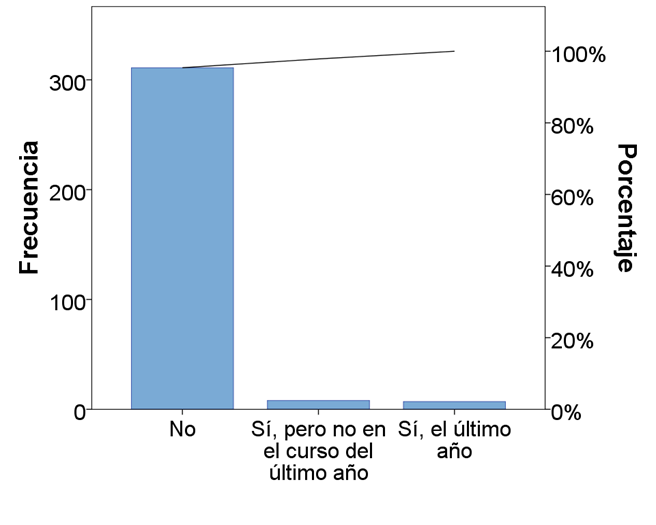 Frecuencia
300
200
100
0
100%
80%
60%
40%
20%
0%
Porcentaje
No
Sí, pero no en
el curso del
último año
Sí, el último
año